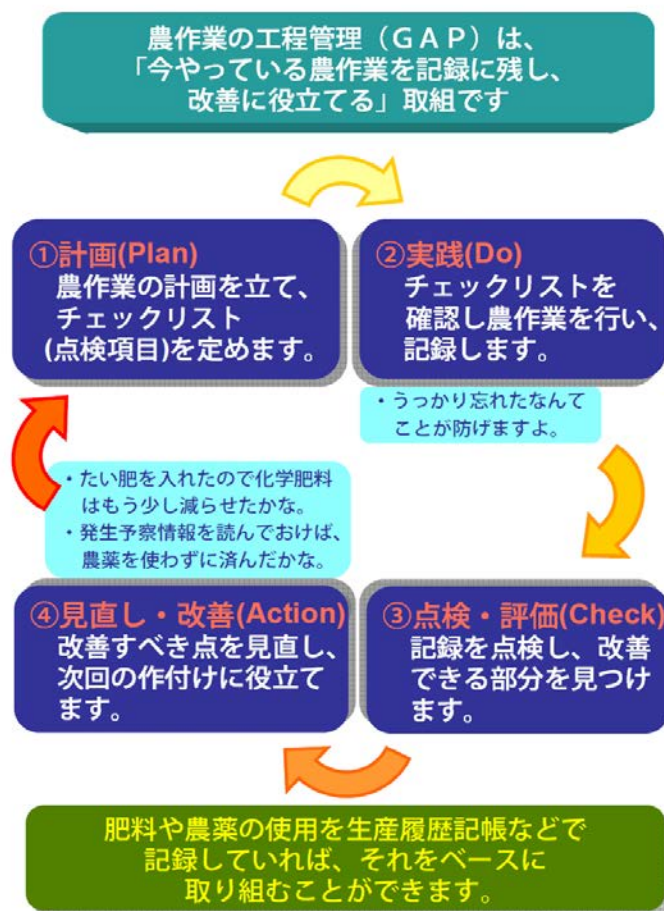 農作業の工程管理（ＧＡＰ）は、
「今やっている農作業を記録に残し、
改善に役立てる」取組です
①計画(Plan)
農作業の計画を立て、
チェックリスト
(点検項目)を定めます。
②実践(Do)
チェックリストを
確認し農作業を行い、
記録します。
・うっかり忘れたなんて
ことが防げますよ。
・たい肥を入れたので化学肥料
はもう少し減らせたかな。
・発生予察情報を読んでおけば、
農薬を使わずに済んだかな。
④見直し・改善(Action)
改善すべき点を見直し、
次回の作付けに役立て
ます。
③点検・評価(Check)
記録を点検し、改善
できる部分を見つけ
ます。
肥料や農薬の使用を生産履歴記帳などで
記録していれば、それをベースに
取り組むことができます。